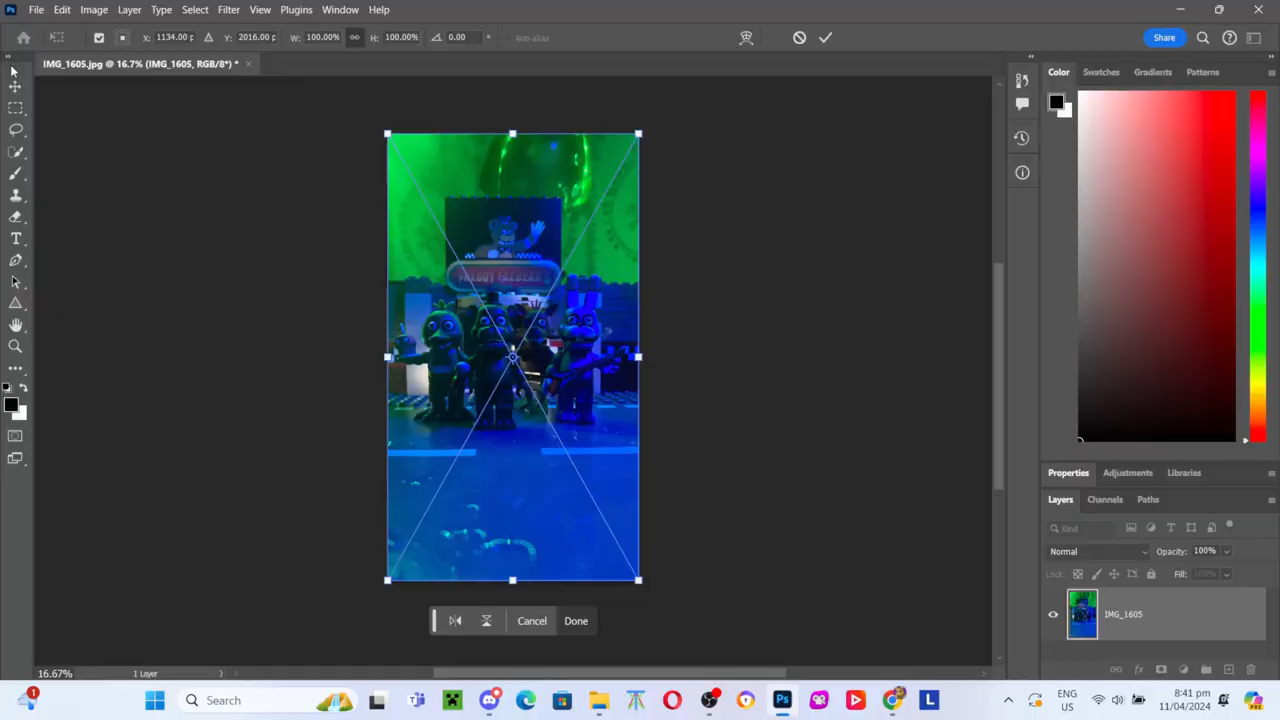 File Edit Image Layer Type Select Filter View Plugins Window Help
X: 1134.00 p Y: 2016.00 p W: 100.00% H: 100.00% 0.00 ° Anti-alias Share
IMG_1605.jpg @ 16.7% (IMG_1605, RGB/8*) *
Color Swatches Gradients Patterns
Properties Adjustments Libraries
Layers Channels Paths
Kind
Normal Opacity: 100%
Lock: Fill: 100%
IMG_1605
Cancel Done
16.67% 1 Layer
Search
ENG
US
8:41 pm
11/04/2024